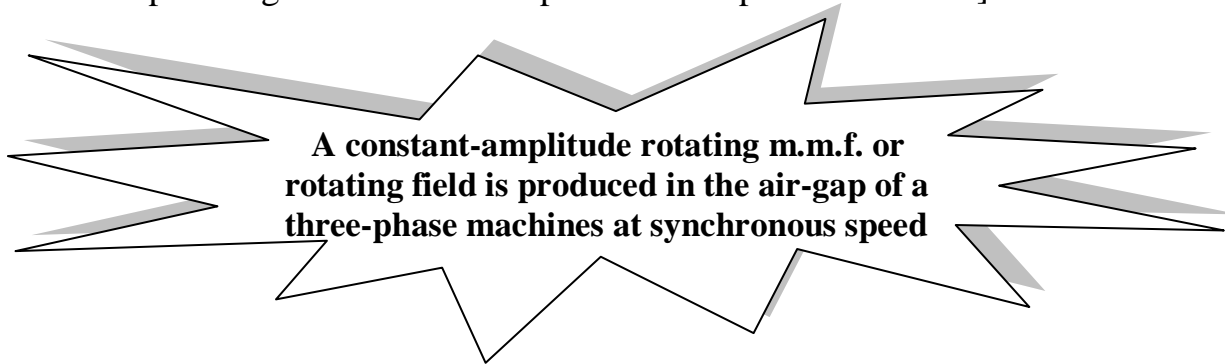 A constant-amplitude rotating m.m.f. or
rotating field is produced in the air-gap of a
three-phase machines at synchronous speed